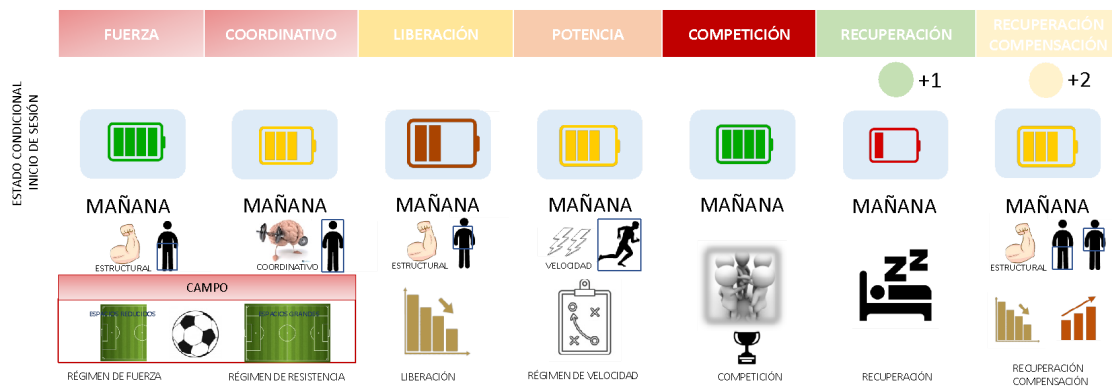 FUERZA
COORDINATIVO
LIBERACIÓN
POTENCIA
COMPETICIÓN
RECUPERACIÓN
RECUPERACIÓN
COMPENSACIÓN
+1
+2
ESTADO CONDICIONAL
INICIO DE SESIÓN
MAÑANA
MAÑANA
MAÑANA
MAÑANA
MAÑANA
MAÑANA
MAÑANA
ESTRUCTURAL
COORDINATIVO
ESTRUCTURAL
VELOCIDAD
ESTRUCTURAL
CAMPO
ESPACIOS REDUCIDOS
ESPACIOS GRANDES
RÉGIMEN DE FUERZA
RÉGIMEN DE RESISTENCIA
LIBERACIÓN
RÉGIMEN DE VELOCIDAD
COMPETICIÓN
RECUPERACIÓN
RECUPERACIÓN
COMPENSACIÓN